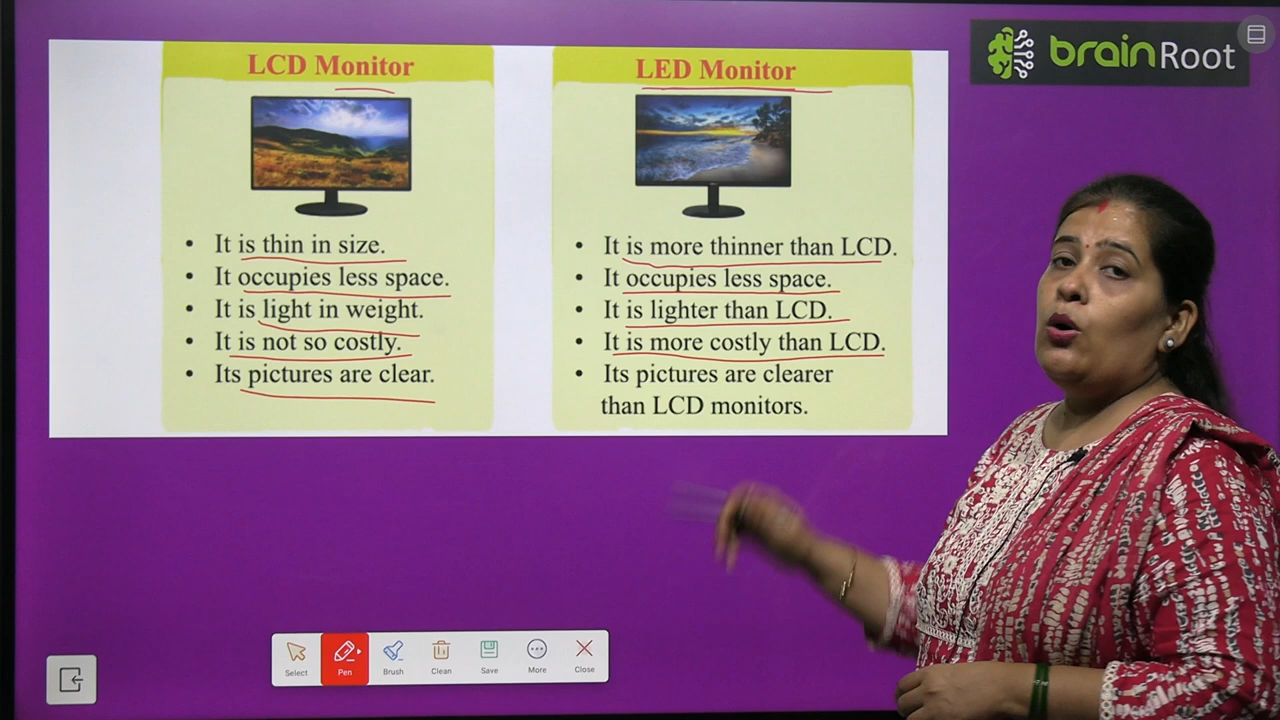 brainRoot
LCD Monitor
• It is thin in size.
• It occupies less space.
• It is light in weight.
• It is not so costly.
• Its pictures are clear.
LED Monitor
• It is more thinner than LCD.
• It occupies less space.
• It is lighter than LCD.
• It is more costly than LCD.
• Its pictures are clearer
than LCD monitors.
Select
Pen
Brush
Clean
Save
More
Close